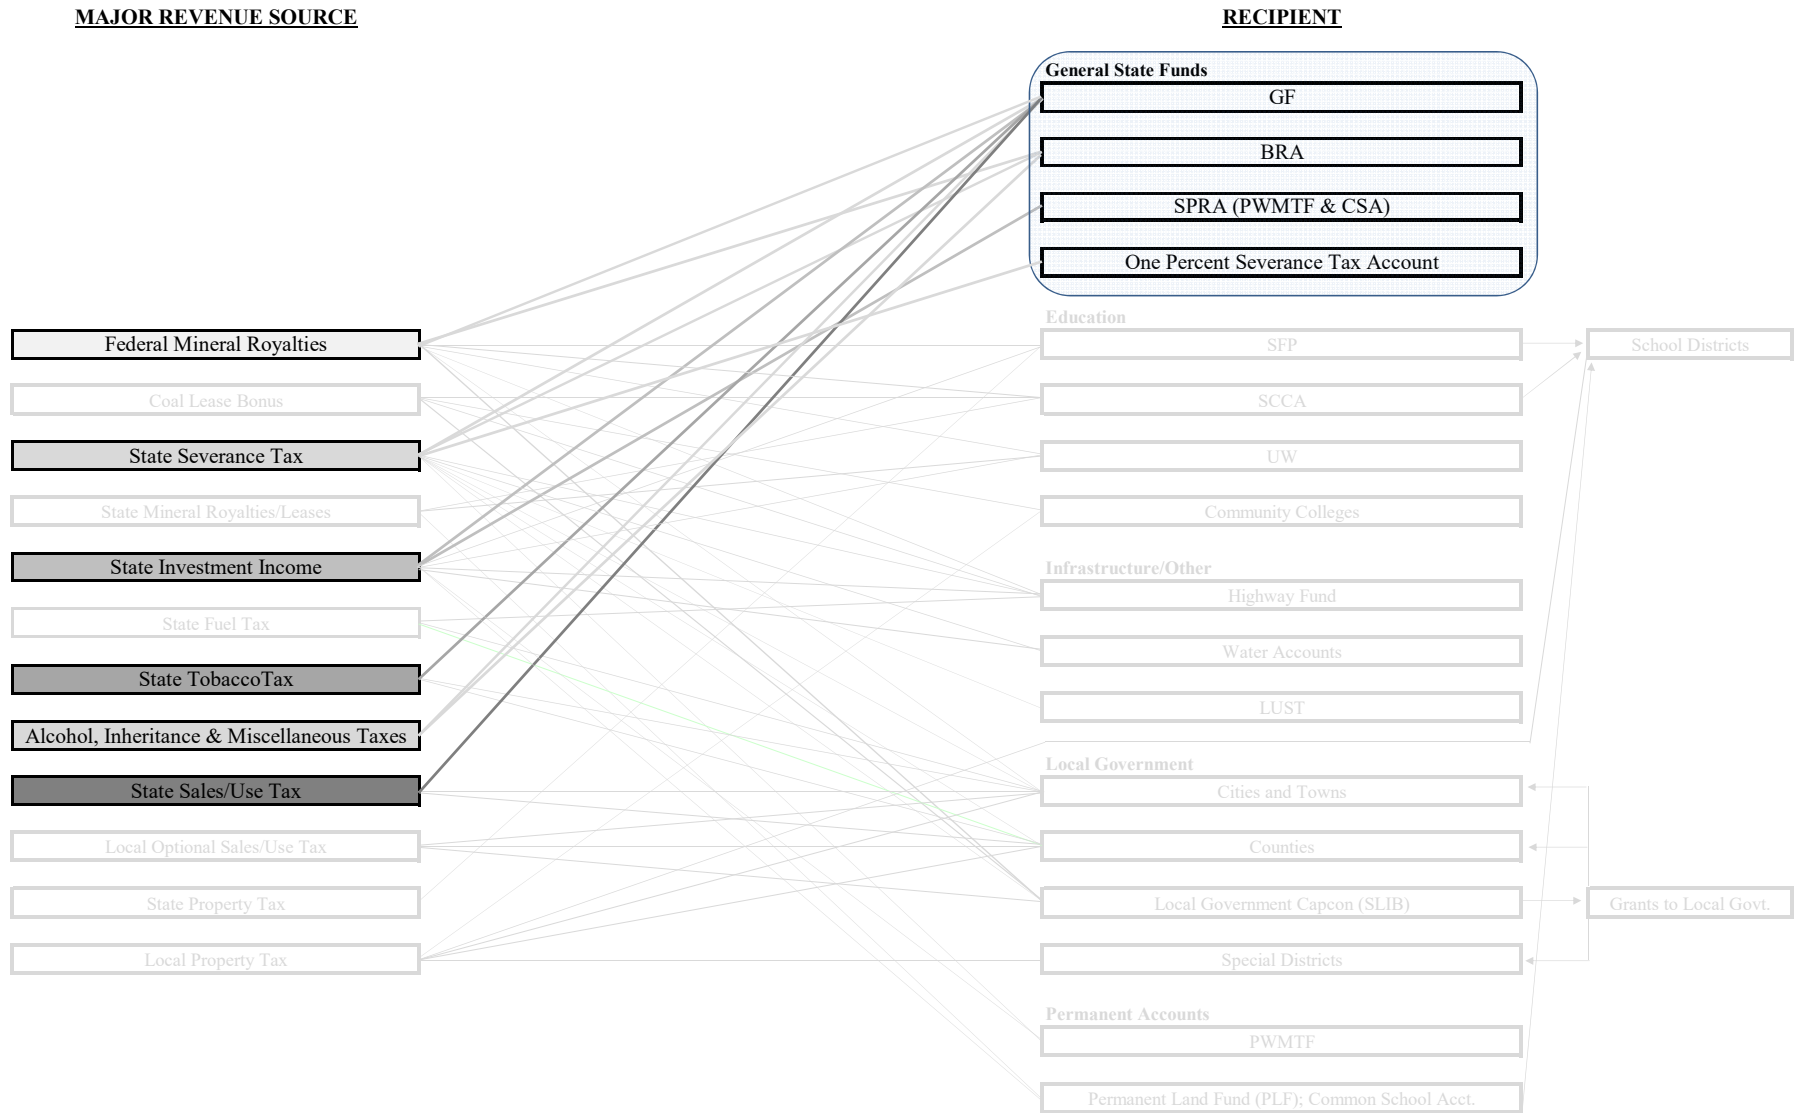 MAJOR REVENUE SOURCE
RECIPIENT
General State Funds
GF
BRA
SPRA (PWMTF & CSA)
One Percent Severance Tax Account
Education
Federal Mineral Royalties
SFP
School Districts
Coal Lease Bonus
SCCA
State Severance Tax
UW
State Mineral Royalties/Leases
Community Colleges
State Investment Income
Infrastructure/Other
Highway Fund
State Fuel Tax
Water Accounts
State TobaccoTax
LUST
Alcohol, Inheritance & Miscellaneous Taxes
Local Government
State Sales/Use Tax
Cities and Towns
Local Optional Sales/Use Tax
Counties
State Property Tax
Local Government Capcon (SLIB)
Grants to Local Govt.
Local Property Tax
Special Districts
Permanent Accounts
PWMTF
Permanent Land Fund (PLF); Common School Acct.